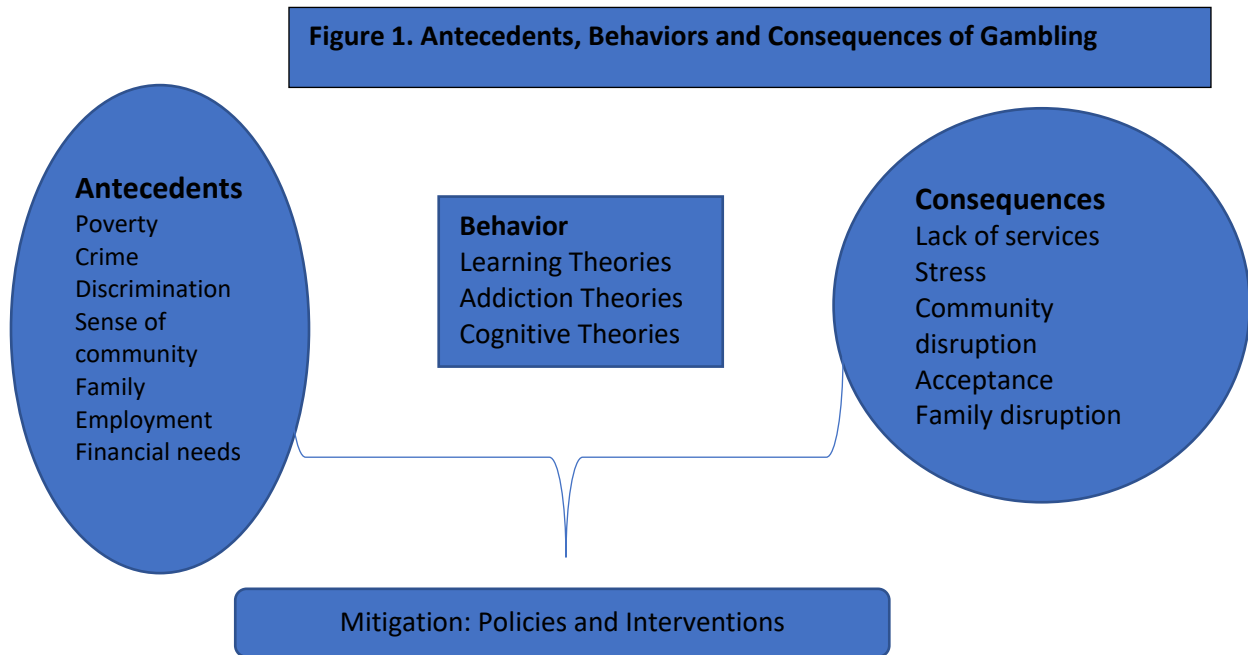 Figure 1. Antecedents, Behaviors and Consequences of Gambling
Antecedents
Poverty
Crime
Discrimination
Sense of
community
Family
Employment
Financial needs
Behavior
Learning Theories
Addiction Theories
Cognitive Theories
Consequences
Lack of services
Stress
Community
disruption
Acceptance
Family disruption
Mitigation: Policies and Interventions